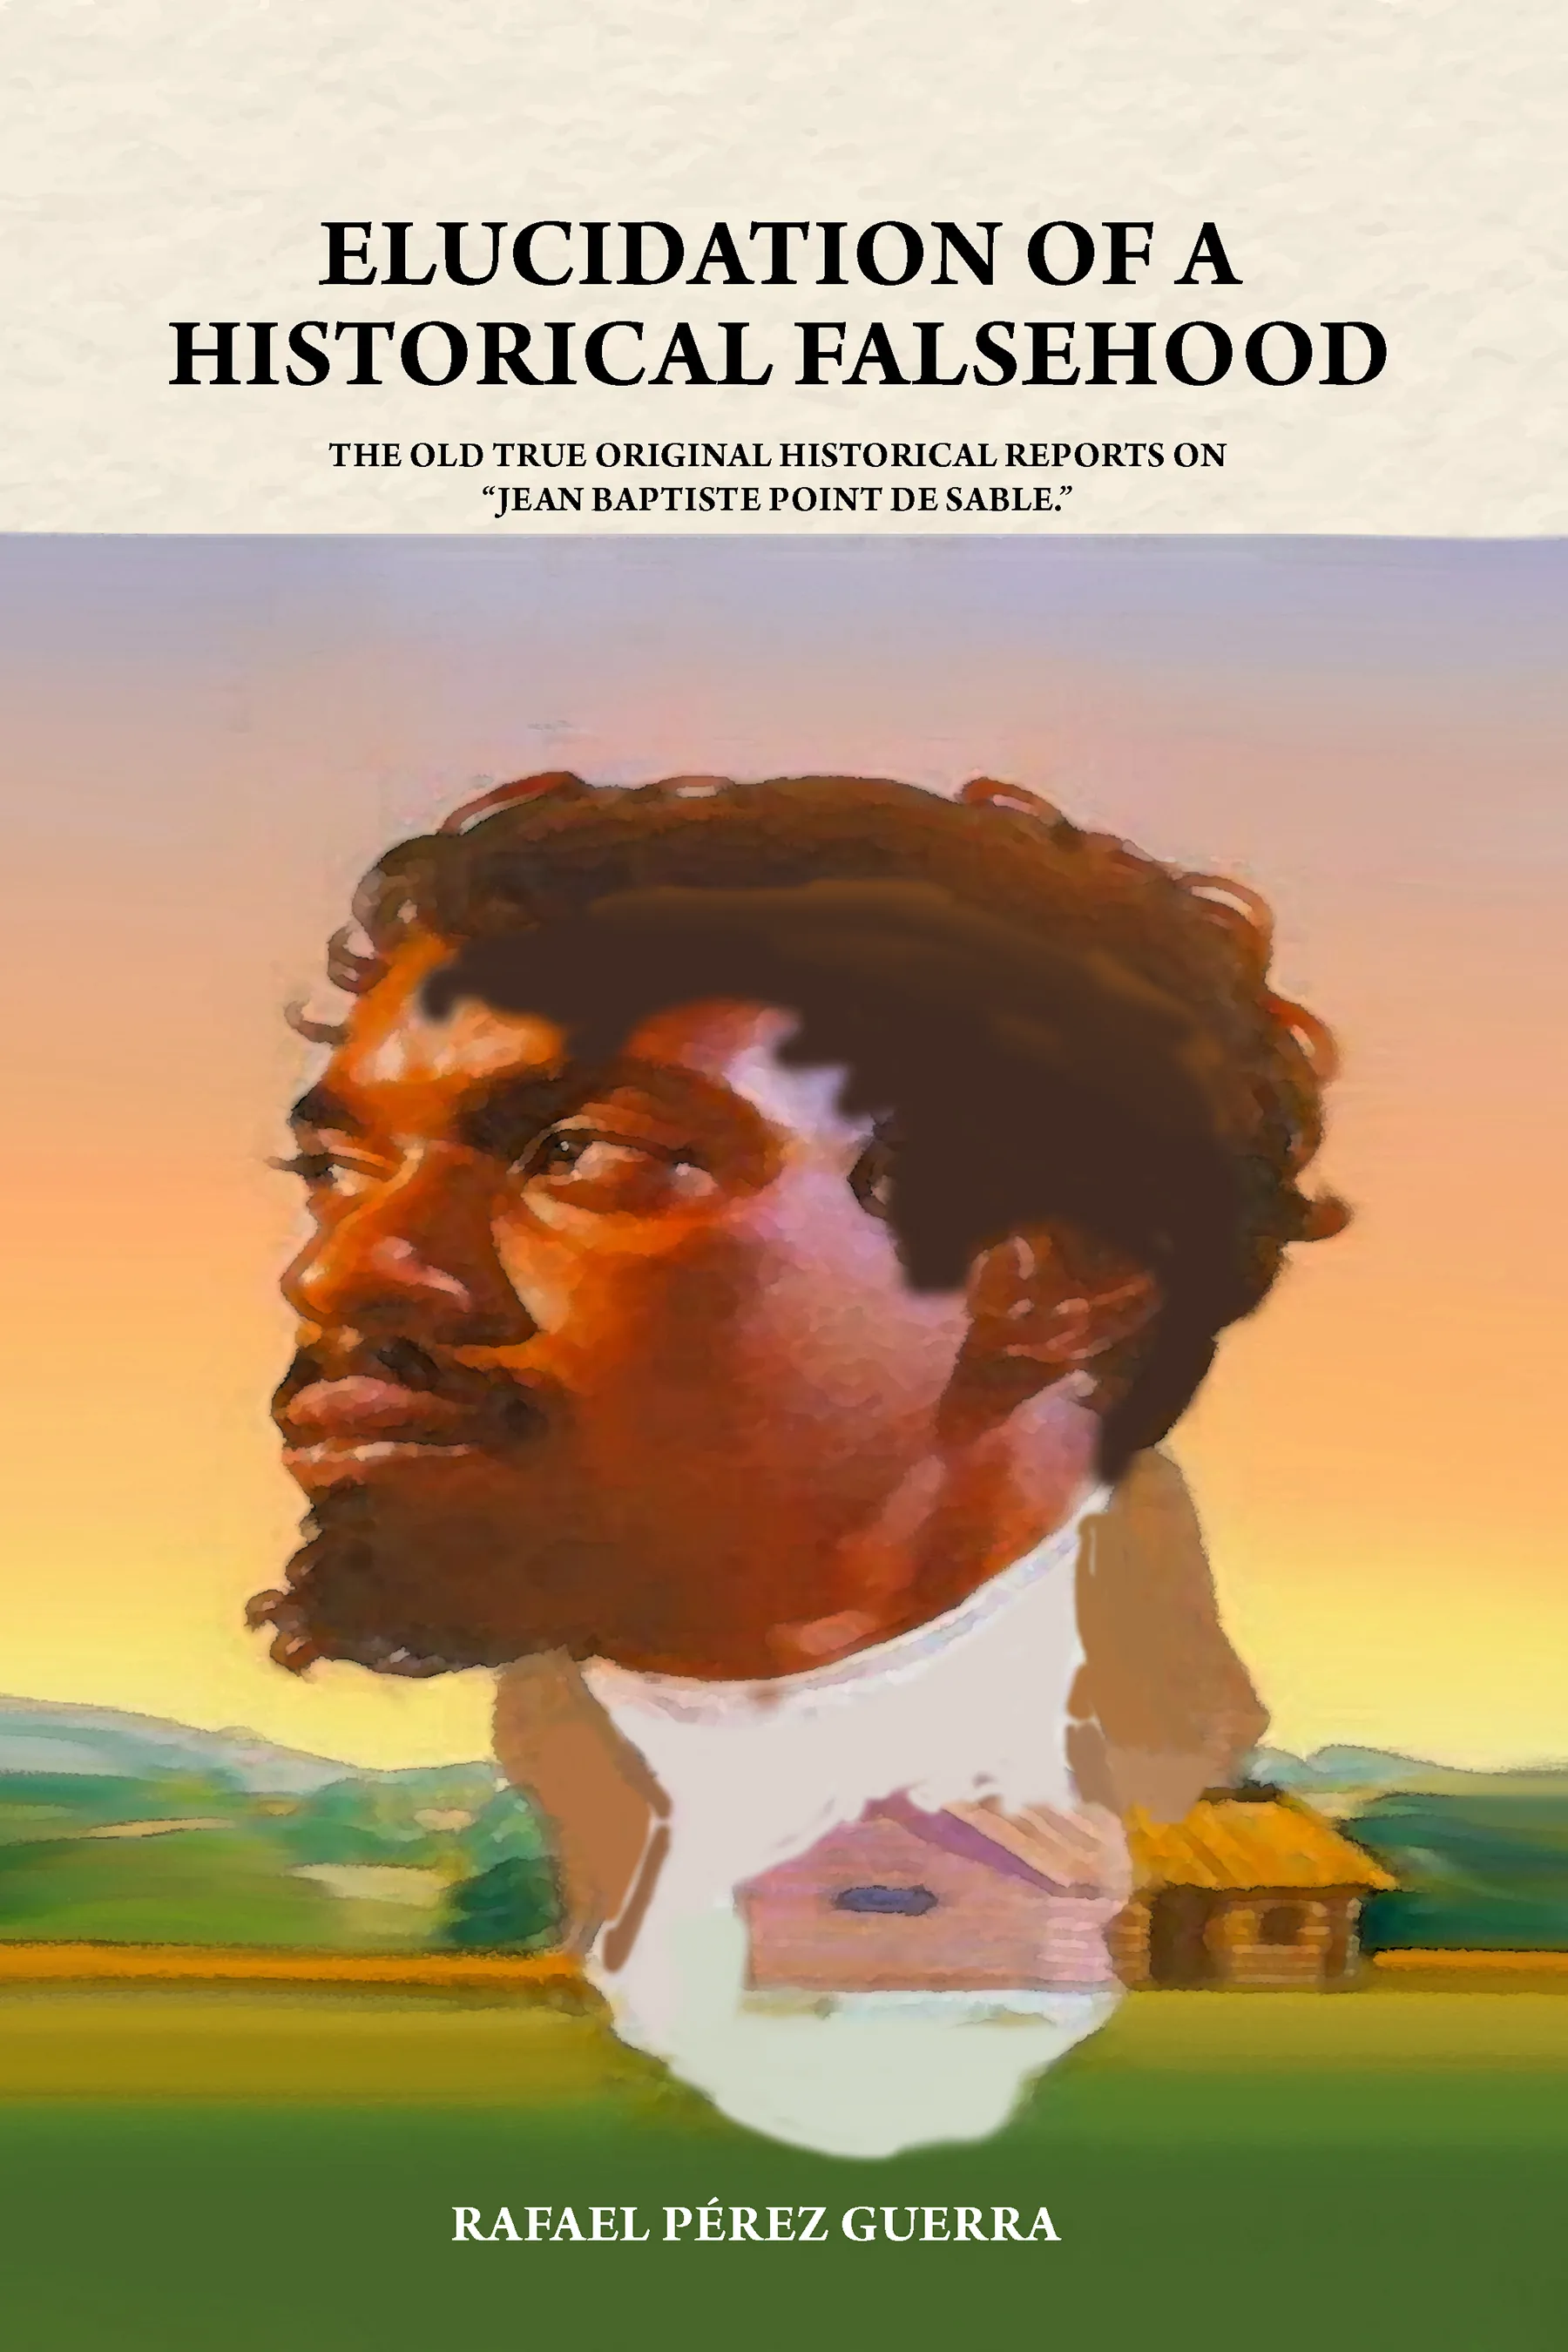 ELUCIDATION OF A
HISTORICAL FALSEHOOD
THE OLD TRUE ORIGINAL HISTORICAL REPORTS ON
“JEAN BAPTISTE POINT DE SABLE.”
RAFAEL PÉREZ GUERRA